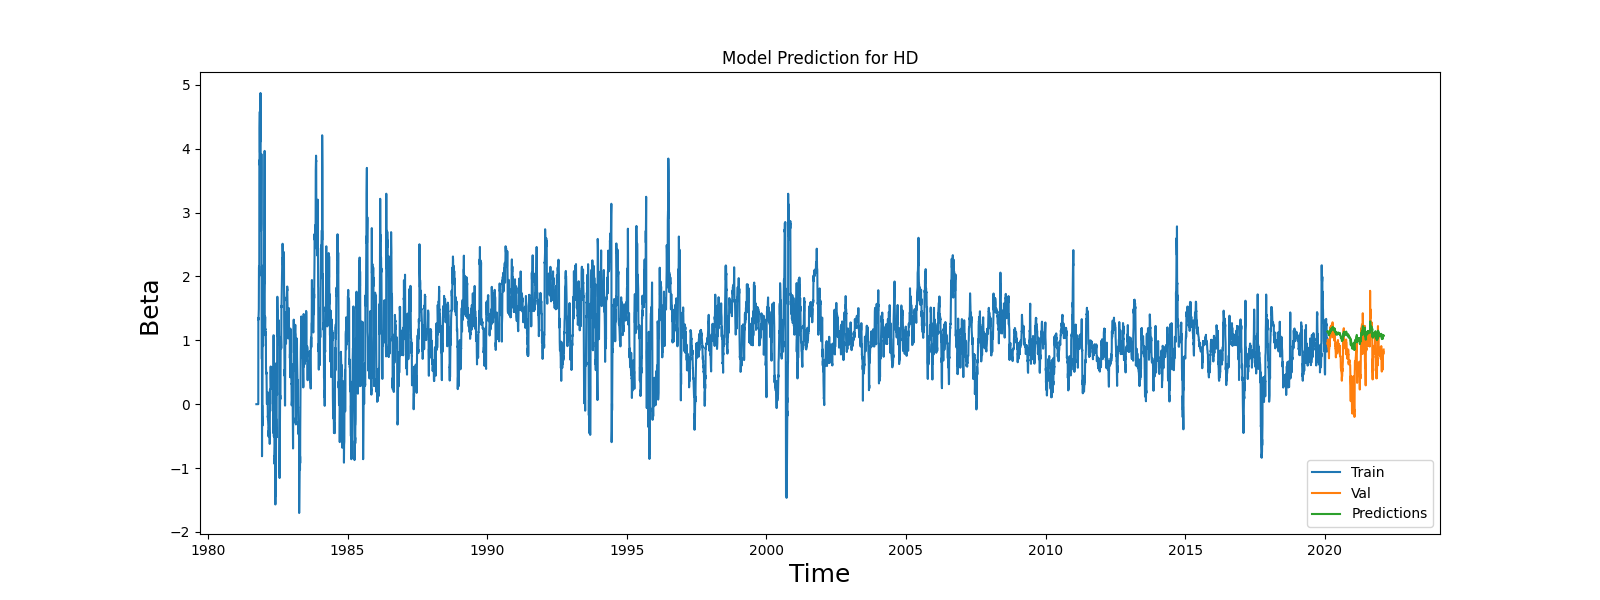 Model Prediction for HD
Beta
5
4
3
2
1
0
−1
−2
1980 1985 1990 1995 2000 2005 2010 2015 2020
Time
Train
Val
Predictions